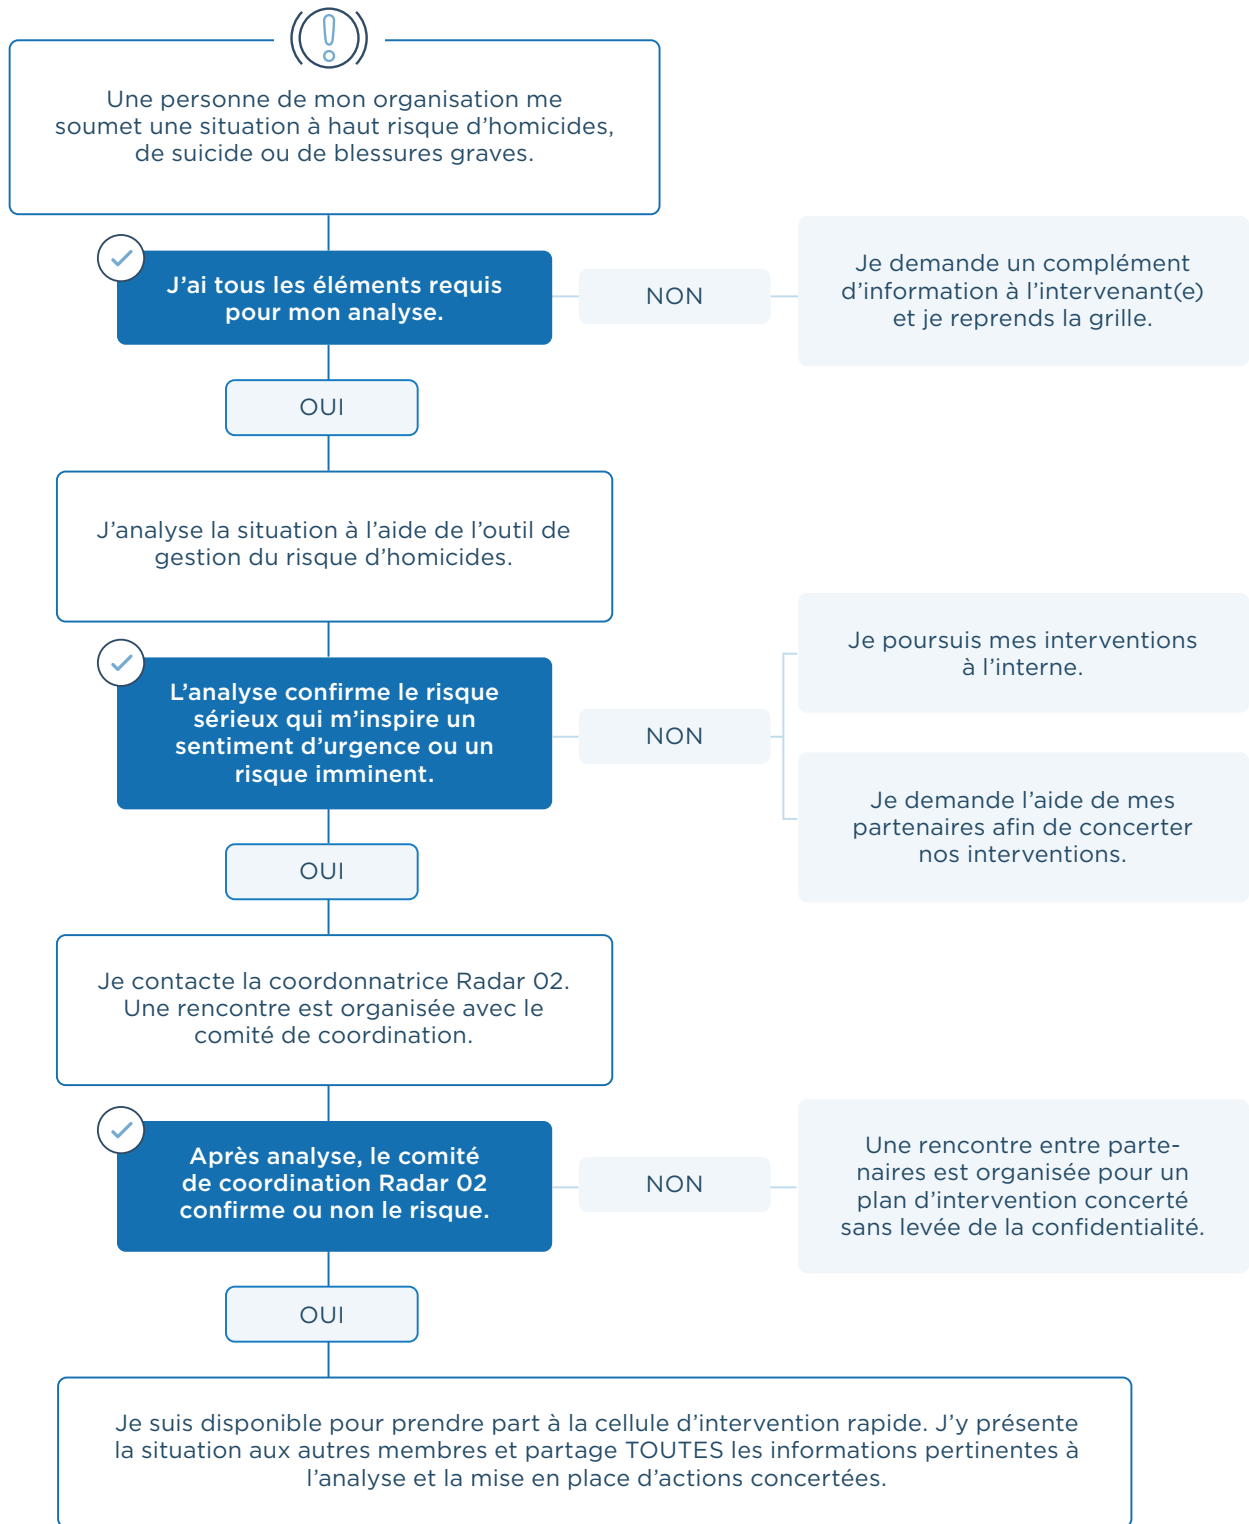 Une personne de mon organisation me
soumet une situation à haut risque d’homicides,
de suicide ou de blessures graves.
J’ai tous les éléments requis
pour mon analyse.
NON
Je demande un complément
d’information à l’intervenant(e)
et je reprends la grille.
OUI
J’analyse la situation à l’aide de l’outil de
gestion du risque d’homicides.
L’analyse confirme le risque
sérieux qui m’inspire un
sentiment d’urgence ou un
risque imminent.
NON
Je poursuis mes interventions
à l’interne.
Je demande l’aide de mes
partenaires afin de concerter
nos interventions.
OUI
Je contacte la coordonnatrice Radar 02.
Une rencontre est organisée avec le
comité de coordination.
Après analyse, le comité
de coordination Radar 02
confirme ou non le risque.
NON
Une rencontre entre parte-
naires est organisée pour un
plan d’intervention concerté
sans levée de la confidentialité.
OUI
Je suis disponible pour prendre part à la cellule d’intervention rapide. J’y présente
la situation aux autres membres et partage TOUTES les informations pertinentes à
l’analyse et la mise en place d’actions concertées.